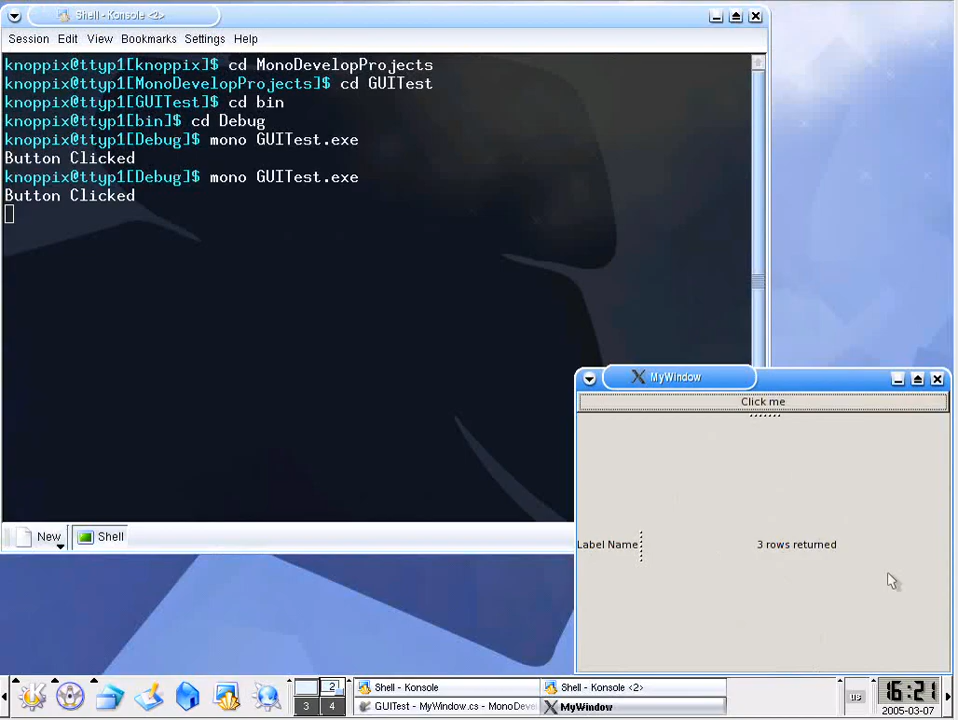 Shell - Konsole <2>
Session Edit View Bookmarks Settings Help
knoppix@ttyp1[knoppix]$ cd MonoDevelopProjects
knoppix@ttyp1[MonoDevelopProjects]$ cd GUITest
knoppix@ttyp1[GUITest]$ cd bin
knoppix@ttyp1[bin]$ cd Debug
knoppix@ttyp1[Debug]$ mono GUITest.exe
Button Clicked
knoppix@ttyp1[Debug]$ mono GUITest.exe
Button Clicked
MyWindow
Click me
Label Name 3 rows returned
New Shell
2
3 4
Shell - Konsole
Shell - Konsole <2>
GUITest - MyWindow.cs - MonoDeve
MyWindow
us
16:21
2005-03-07